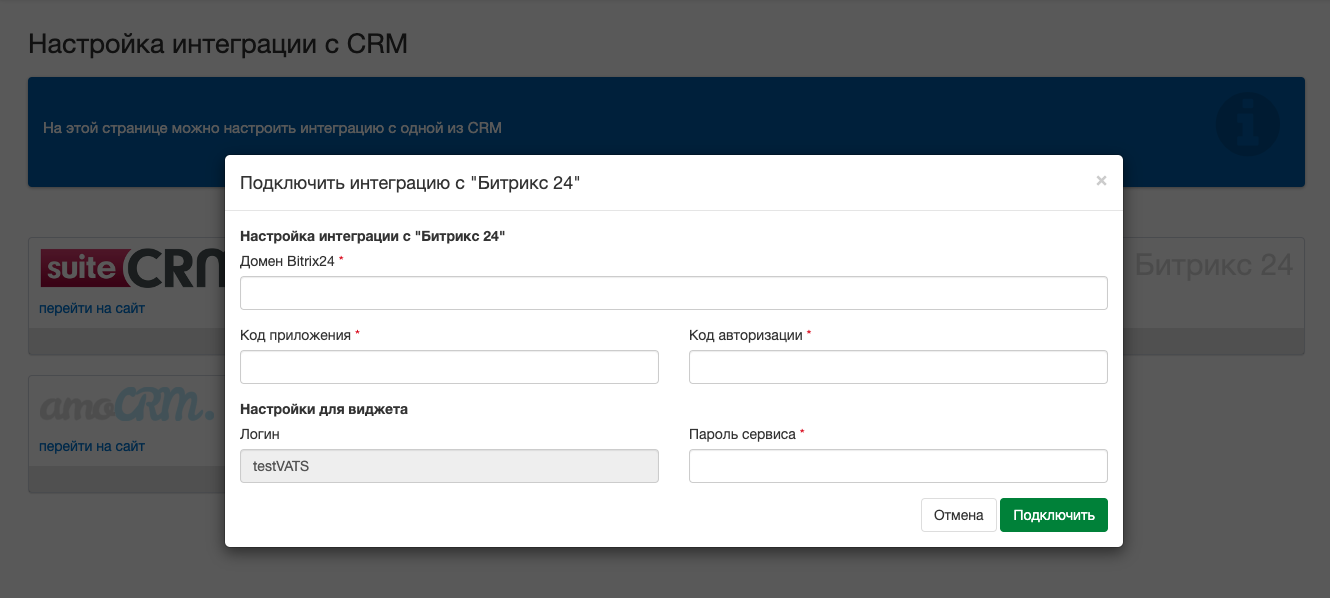 Настройка интеграции с CRM
На этой странице можно настроить интеграцию с одной из CRM
Подключить интеграцию с "Битрикс 24"
×
Настройка интеграции с "Битрикс 24"
Домен Bitrix24 *
Код приложения * Код авторизации *
Настройки для виджета
Логин Пароль сервиса *
testVATS
Отмена Подключить
suite CRM
перейти на сайт
Битрикс 24
amoCRM.
перейти на сайт